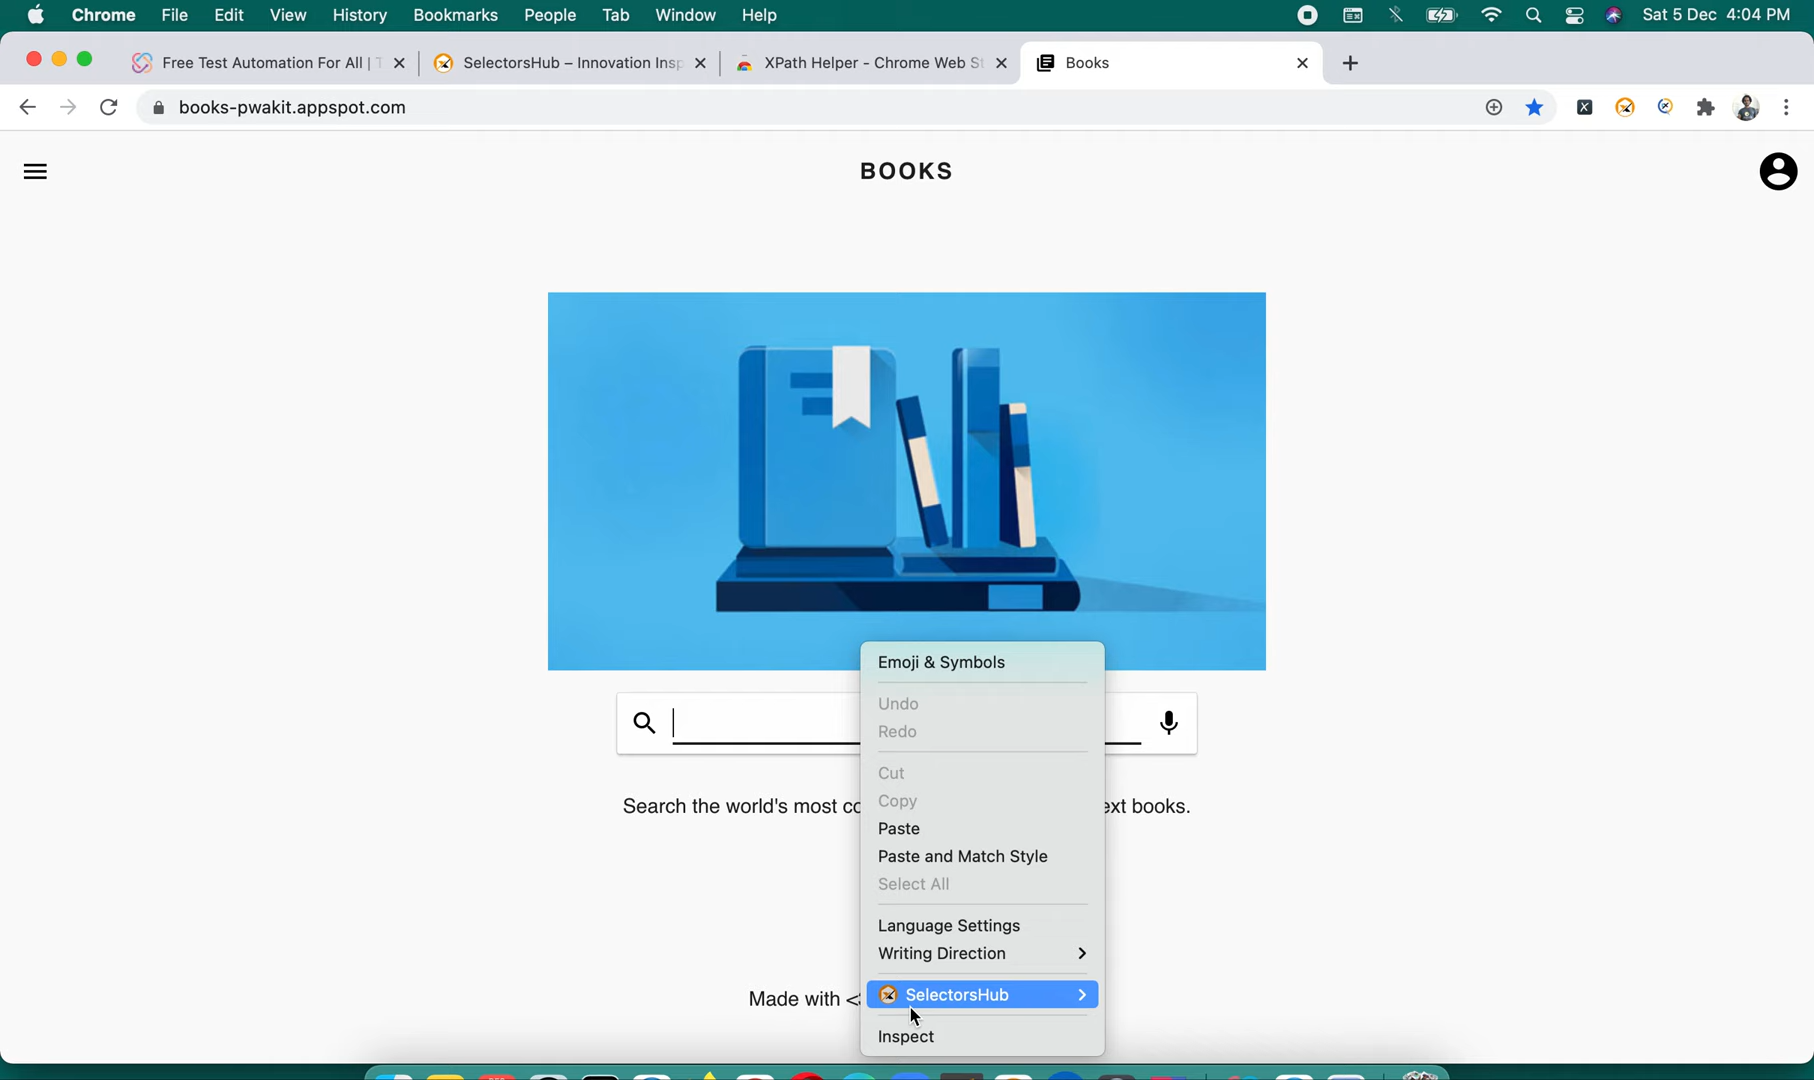 Chrome File Edit View History Bookmarks People Tab Window Help Sat 5 Dec 4:04 PM
Free Test Automation For All | SelectorsHub – Innovation Insp XPath Helper - Chrome Web St Books
books-pwakit.appspot.com
BOOKS
Emoji & Symbols
Undo
Redo
Cut
Copy
Paste
Paste and Match Style
Select All
Language Settings
Writing Direction
SelectorsHub
Inspect
Search the world's most co ext books.
Made with <